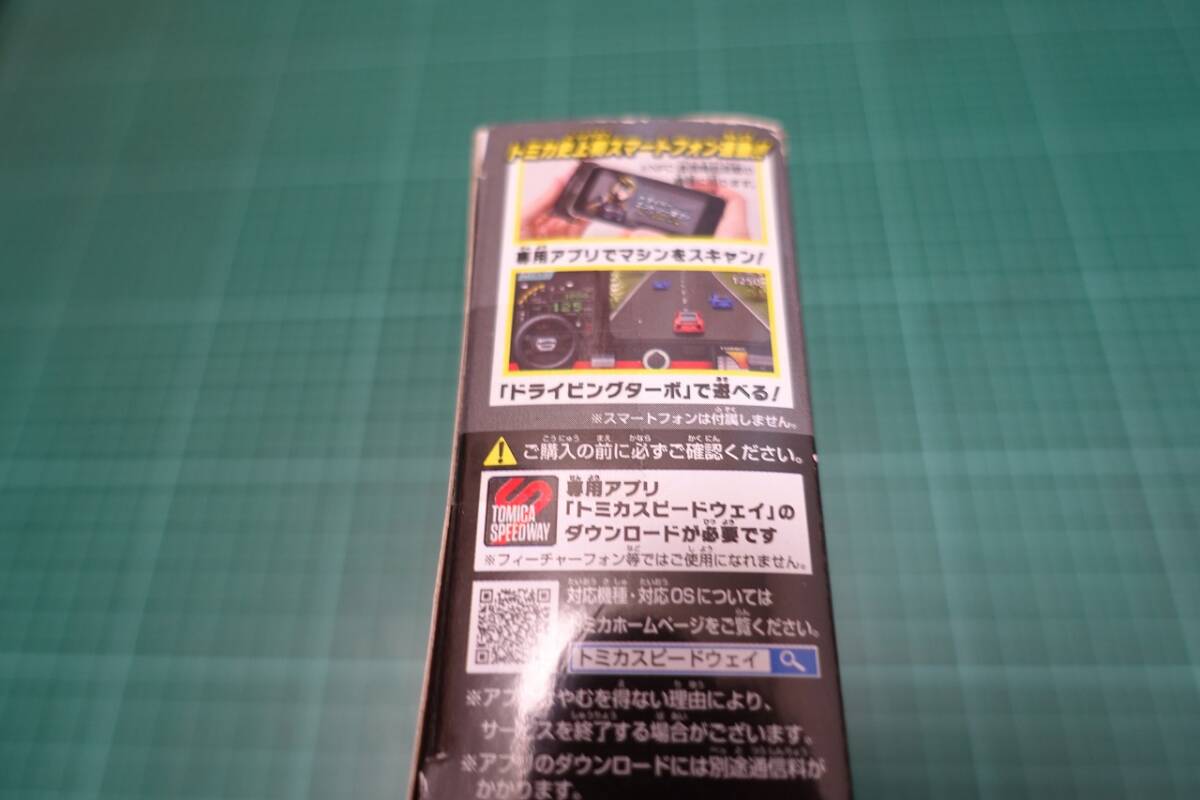 トミカ史上初スマートフォン連動
専用アプリでマシンをスキャン!
125
1250
「ドライビングターボ」で遊べる!
※スマートフォンは付属しません。
ご購入の前に必ずご確認ください。
TOMICA
SPEEDWAY
専用アプリ
「トミカスピードウェイ」の
ダウンロードが必要です
※フィーチャーフォン等ではご使用になれません。
対応機種・対応OSについては
トミカホームページをご覧ください。
トミカスピードウェイ
※アプリはやむを得ない理由により、
サービスを終了する場合がございます。
※アプリのダウンロードには別途通信料が
かかります。